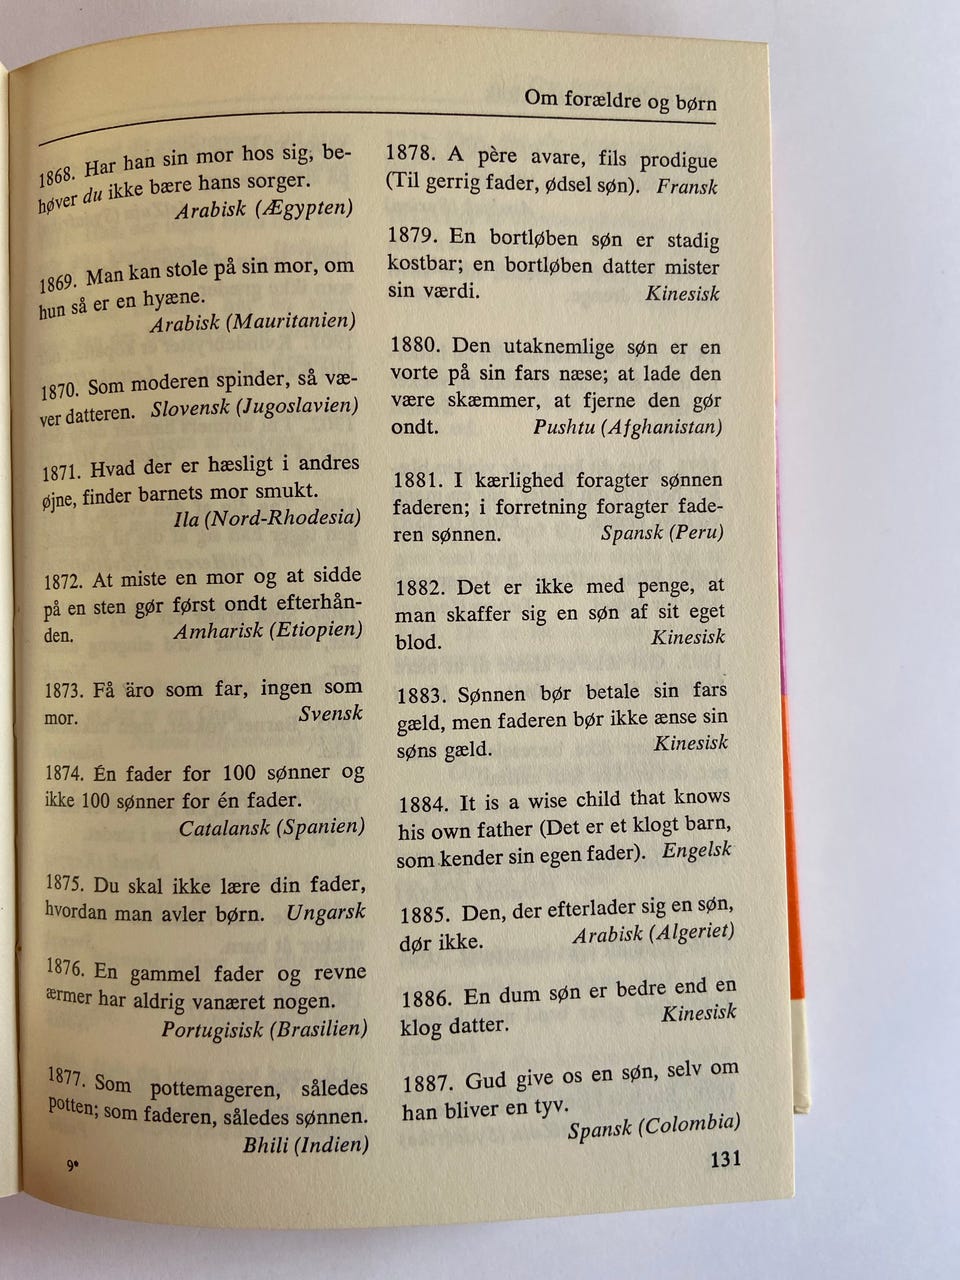 Om forældre og børn
1868. Har han sin mor hos sig, be-
høver du ikke bære hans sorger.
Arabisk (Ægypten)
1869. Man kan stole på sin mor, om
hun så er en hyæne.
Arabisk (Mauritanien)
1870. Som moderen spinder, så væ-
ver datteren. Slovensk (Jugoslavien)
1871. Hvad der er hæsligt i andres
øjne, finder barnets mor smukt.
Ila (Nord-Rhodesia)
1872. At miste en mor og at sidde
på en sten gør først ondt efterhån-
den. Amharisk (Etiopien)
1873. Få äro som far, ingen som
mor. Svensk
1874. Én fader for 100 sønner og
ikke 100 sønner for én fader.
Catalansk (Spanien)
1875. Du skal ikke lære din fader,
hvordan man avler børn. Ungarsk
1876. En gammel fader og revne
ærmer har aldrig vanæret nogen.
Portugisisk (Brasilien)
1877. Som pottemageren, således
potten; som faderen, således sønnen.
Bhili (Indien)
9*
1878. A père avare, fils prodigue
(Til gerrig fader, ødsel søn). Fransk
1879. En bortløben søn er stadig
kostbar; en bortløben datter mister
sin værdi. Kinesisk
1880. Den utaknemlige søn er en
vorte på sin fars næse; at lade den
være skæmmer, at fjerne den gør
ondt. Pushtu (Afghanistan)
1881. I kærlighed foragter sønnen
faderen; i forretning foragter fade-
ren sønnen. Spansk (Peru)
1882. Det er ikke med penge, at
man skaffer sig en søn af sit eget
blod. Kinesisk
1883. Sønnen bør betale sin fars
gæld, men faderen bør ikke ænse sin
søns gæld. Kinesisk
1884. It is a wise child that knows
his own father (Det er et klogt barn,
som kender sin egen fader). Engelsk
1885. Den, der efterlader sig en søn,
dør ikke. Arabisk (Algeriet)
1886. En dum søn er bedre end en
klog datter. Kinesisk
1887. Gud give os en søn, selv om
han bliver en tyv.
Spansk (Colombia)
131